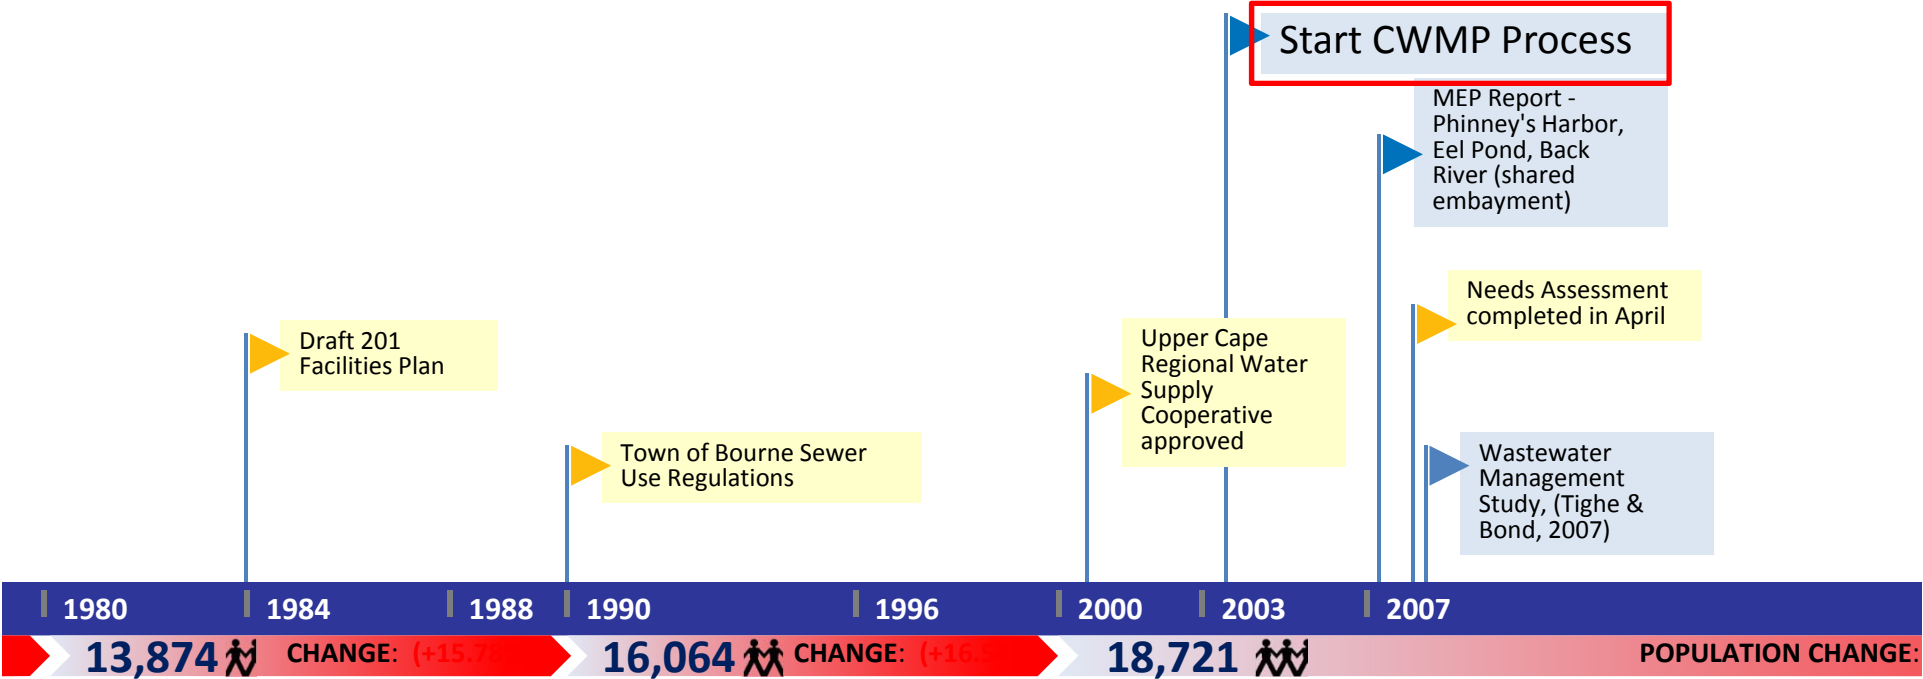 Start CWMP Process
MEP Report -
Phinney's Harbor,
Eel Pond, Back
River (shared
embayment)
Needs Assessment
completed in April
Draft 201
Facilities Plan
Upper Cape
Regional Water
Supply
Cooperative
approved
Town of Bourne Sewer
Use Regulations
Wastewater
Management
Study, (Tighe &
Bond, 2007)
1980 1984 1988 1990 1996 2000 2003 2007
13,874 CHANGE: (+15.78 16,064 CHANGE: (+16. 18,721 POPULATION CHANGE: